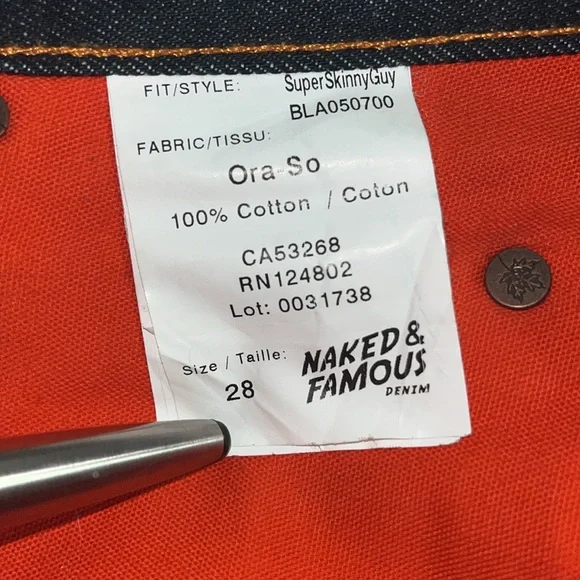 FIT/STYLE: SuperSkinnyGuy
BLA050700
FABRIC/TISSU:
Ora-So
100% Cotton / Coton
CA53268
RN124802
Lot: 0031738
Size / Taille:
28
NAKED &
FAMOUS
DENIM